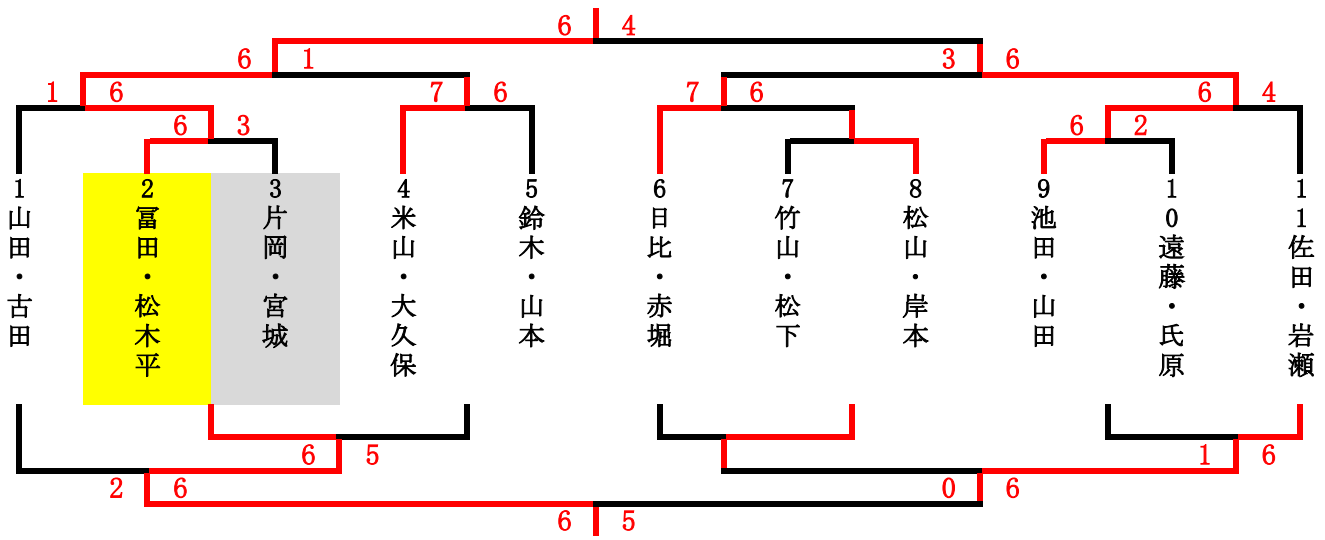 6 4
6 1 3 6
1 6 7 6 7 6 6 4
6 3 6 2
1山田・古田
2冨田・松木平
3片岡・宮城
4米山・大久保
5鈴木・山本
6日比・赤堀
7竹山・松下
8松山・岸本
9池田・山田
10遠藤・氏原
11佐田・岩瀬
6 5 1 6
2 6 0 6
6 5